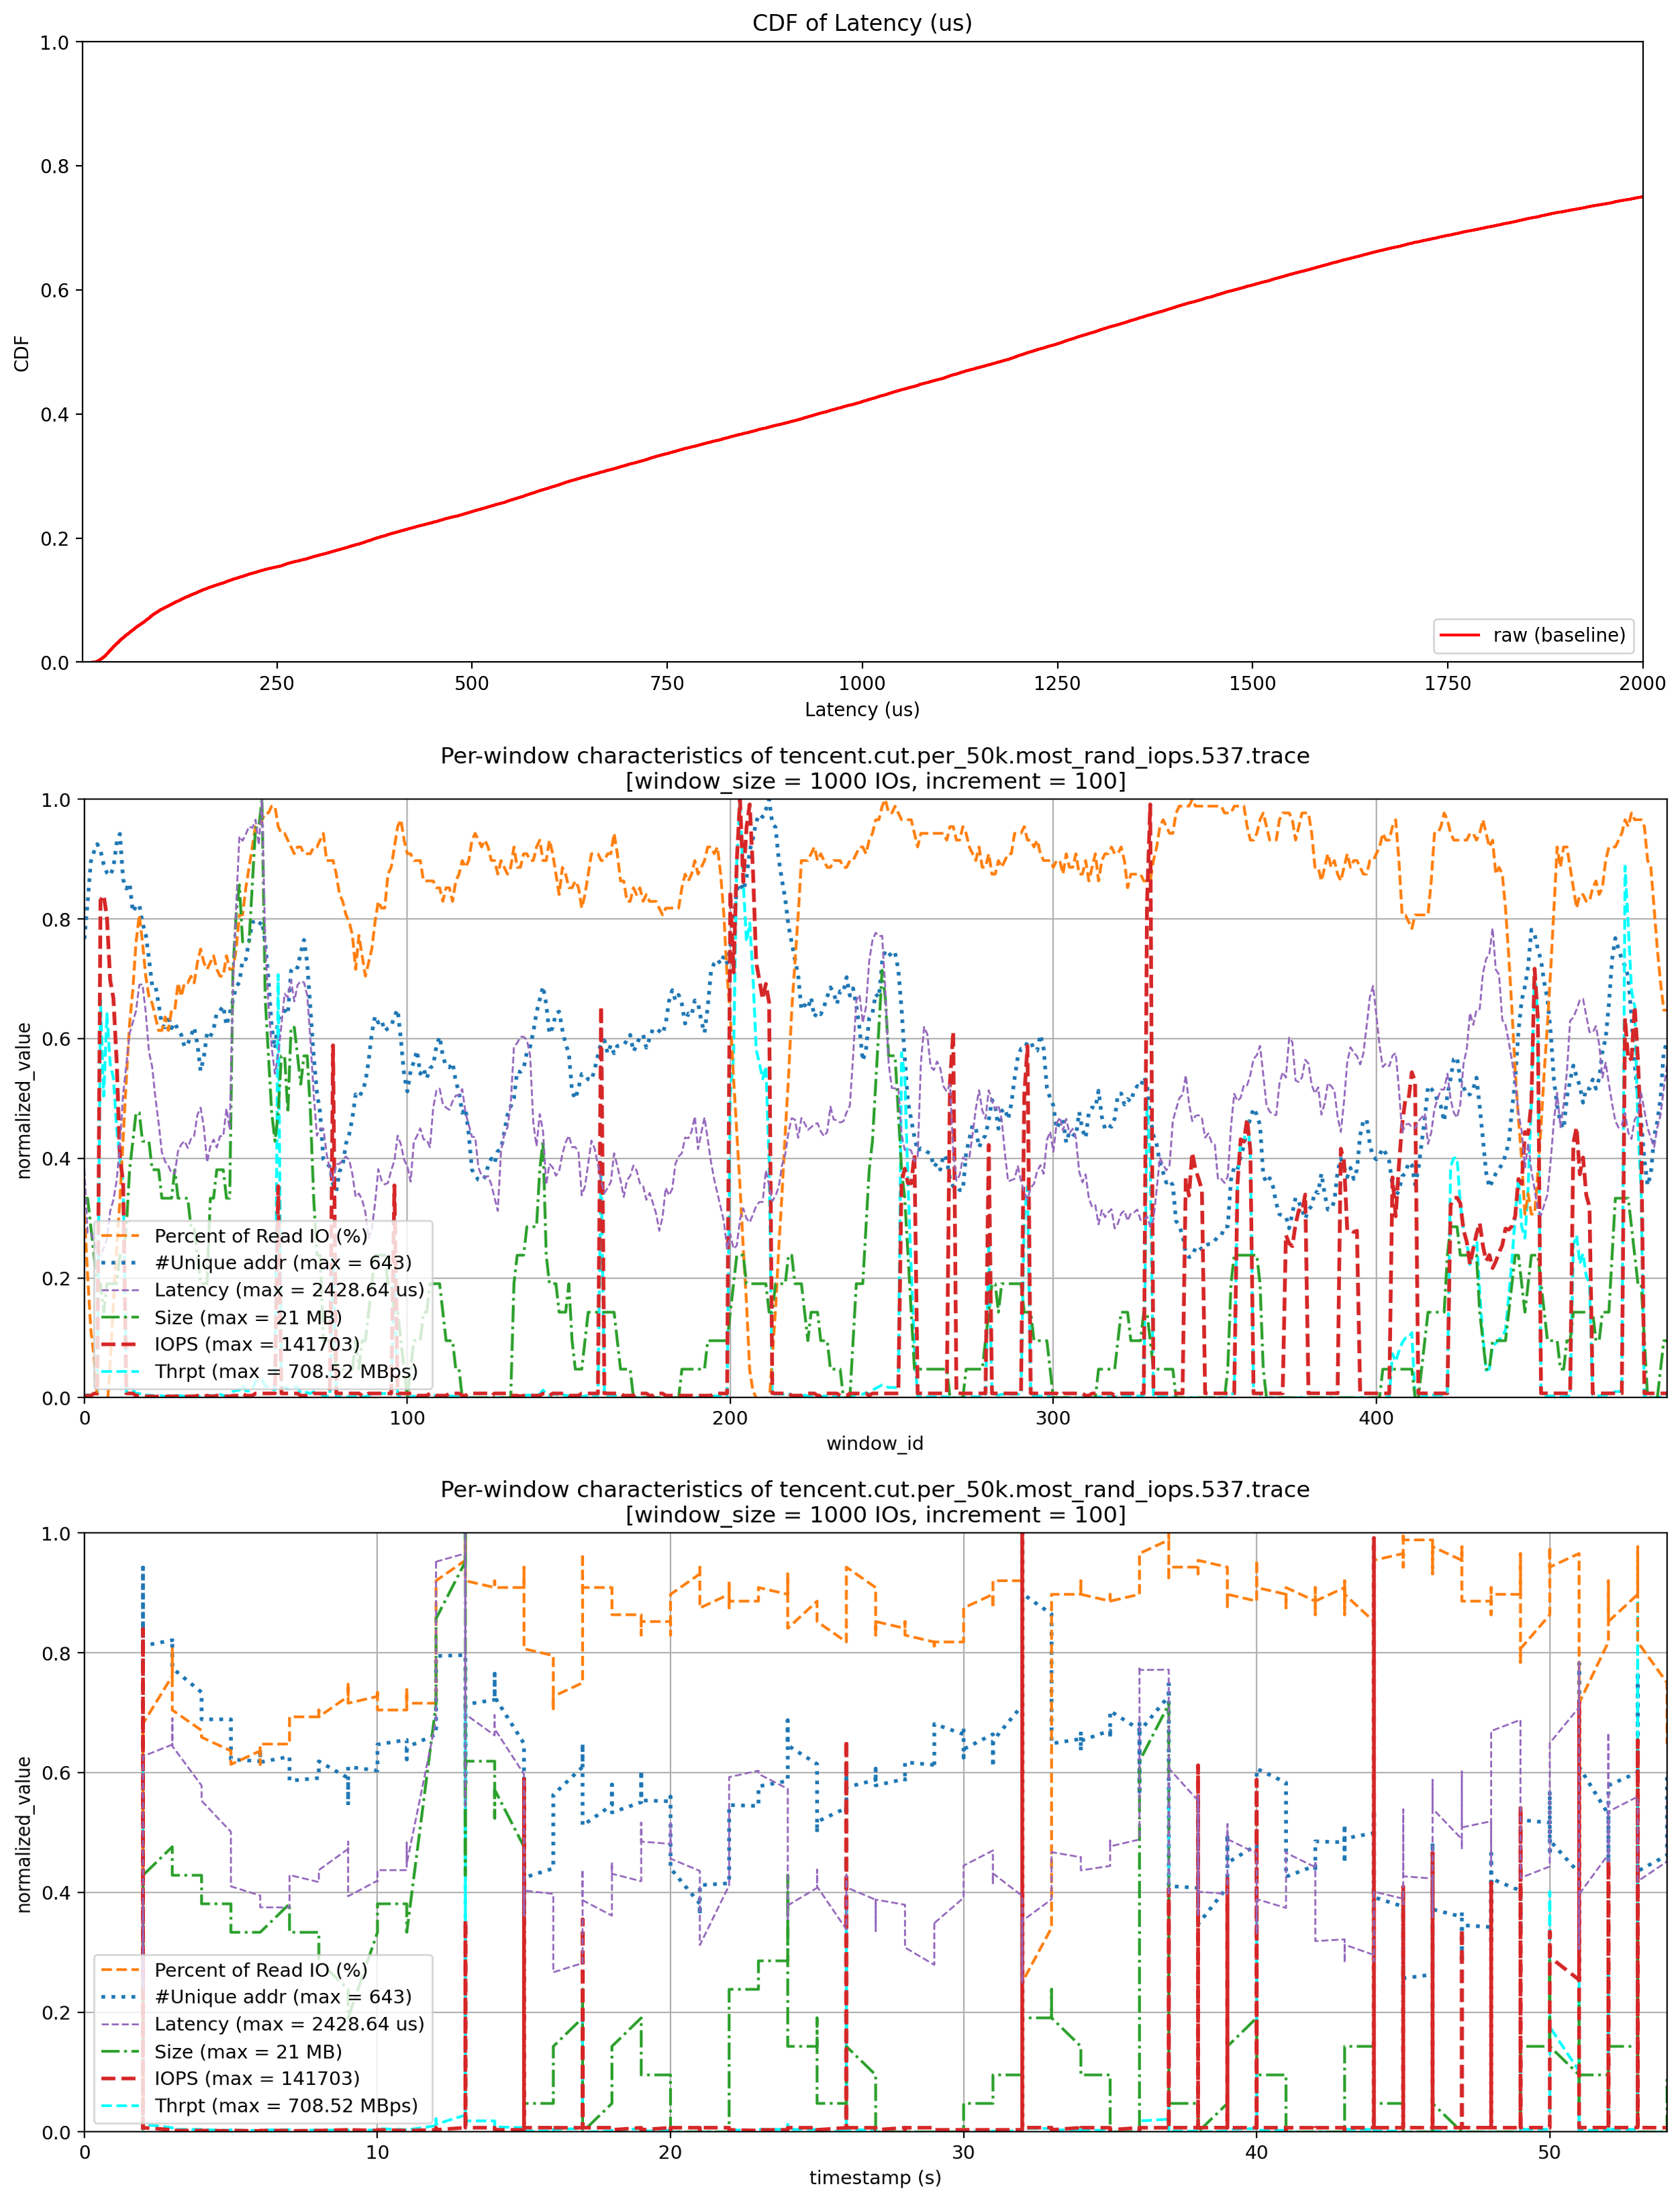 CDF of Latency (us)
1.0
0.8
0.6
0.4
0.2
0.0
CDF
250 500 750 1000 1250 1500 1750 2000
Latency (us)
raw (baseline)
Per-window characteristics of tencent.cut.per_50k.most_rand_iops.537.trace
[window_size = 1000 IOs, increment = 100]
1.0
0.8
0.6
0.4
0.2
0.0
normalized_value
Percent of Read IO (%)
#Unique addr (max = 643)
Latency (max = 2428.64 us)
Size (max = 21 MB)
IOPS (max = 141703)
Thrpt (max = 708.52 MBps)
0 100 200 300 400
window_id
Per-window characteristics of tencent.cut.per_50k.most_rand_iops.537.trace
[window_size = 1000 IOs, increment = 100]
1.0
0.8
0.6
0.4
0.2
0.0
normalized_value
Percent of Read IO (%)
#Unique addr (max = 643)
Latency (max = 2428.64 us)
Size (max = 21 MB)
IOPS (max = 141703)
Thrpt (max = 708.52 MBps)
0 10 20 30 40 50
timestamp (s)